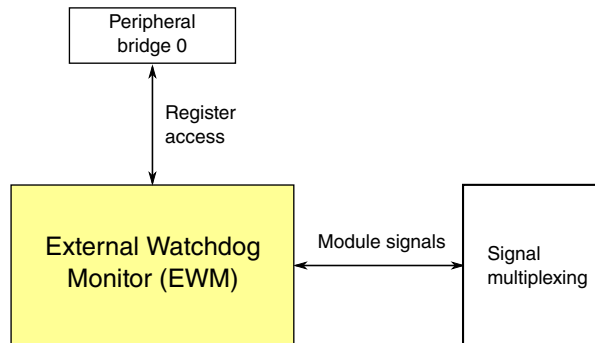 Peripheral
bridge 0
Register
access
External Watchdog
Monitor (EWM)
Module signals
Signal
multiplexing